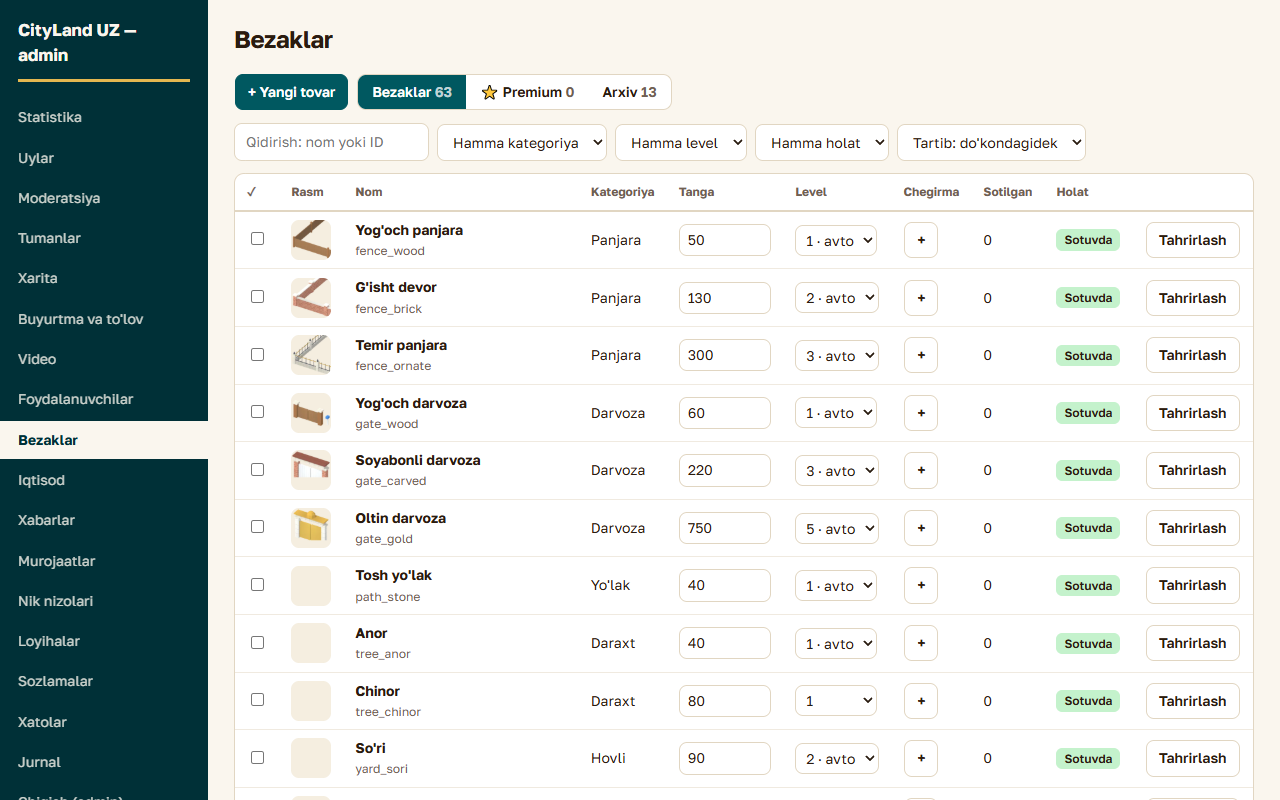 CityLand UZ —
admin
Statistika
Uylar
Moderatsiya
Tumanlar
Xarita
Buyurtma va to'lov
Video
Foydalanuvchilar
Bezaklar
Iqtisod
Xabarlar
Murojaatlar
Nik nizolari
Loyihalar
Sozlamalar
Xatolar
Jurnal
Bezaklar
+ Yangi tovar
Bezaklar 63
⭐ Premium 0
Arxiv 13
Qidirish: nom yoki ID
Hamma kategoriya
Hamma level
Hamma holat
Tartib: do'kondagidek
✓ Rasm Nom Kategoriya Tanga Level Chegirma Sotilgan Holat
Yog'och panjara
fence_wood
Panjara 50 1 · avto + 0 Sotuvda Tahrirlash
G'isht devor
fence_brick
Panjara 130 2 · avto + 0 Sotuvda Tahrirlash
Temir panjara
fence_ornate
Panjara 300 3 · avto + 0 Sotuvda Tahrirlash
Yog'och darvoza
gate_wood
Darvoza 60 1 · avto + 0 Sotuvda Tahrirlash
Soyabonli darvoza
gate_carved
Darvoza 220 3 · avto + 0 Sotuvda Tahrirlash
Oltin darvoza
gate_gold
Darvoza 750 5 · avto + 0 Sotuvda Tahrirlash
Tosh yo'lak
path_stone
Yo'lak 40 1 · avto + 0 Sotuvda Tahrirlash
Anor
tree_anor
Daraxt 40 1 · avto + 0 Sotuvda Tahrirlash
Chinor
tree_chinor
Daraxt 80 1 + 0 Sotuvda Tahrirlash
So'ri
yard_sori
Hovli 90 2 · avto + 0 Sotuvda Tahrirlash